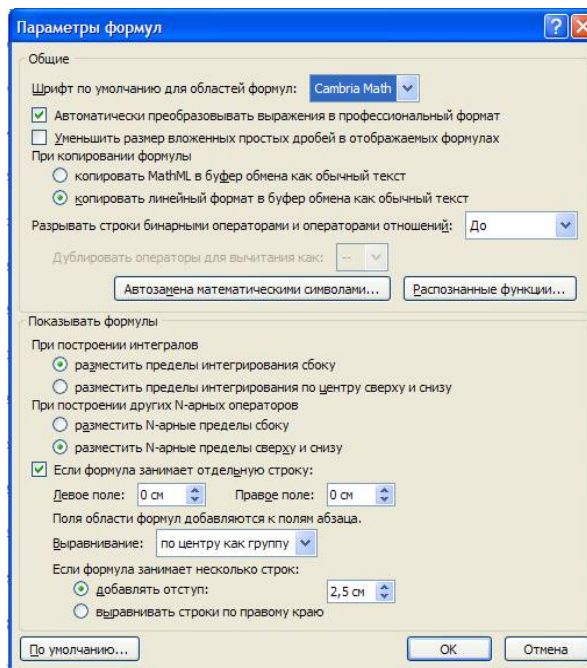 Параметры формул
Общие
Шрифт по умолчанию для областей формул: Cambria Math
Автоматически преобразовывать выражения в профессиональный формат
Уменьшить размер вложенных простых дробей в отображаемых формулах
При копировании формулы
копировать MathML в буфер обмена как обычный текст
копировать линейный формат в буфер обмена как обычный текст
Разрывать строки бинарными операторами и операторами отношений: До
Дублировать операторы для вычитания как: --
Автозамена математическими символами... Распознанные функции...
Показывать формулы
При построении интегралов
разместить пределы интегрирования сбоку
разместить пределы интегрирования по центру сверху и снизу
При построении других N-арных операторов
разместить N-арные пределы сбоку
разместить N-арные пределы сверху и снизу
Если формула занимает отдельную строку:
Левое поле: 0 см Правое поле: 0 см
Поля области формул добавляются к полям абзаца.
Выравнивание: по центру как группу
Если формула занимает несколько строк:
добавлять отступ: 2,5 см
выравнивать строки по правому краю
По умолчанию... ОК Отмена